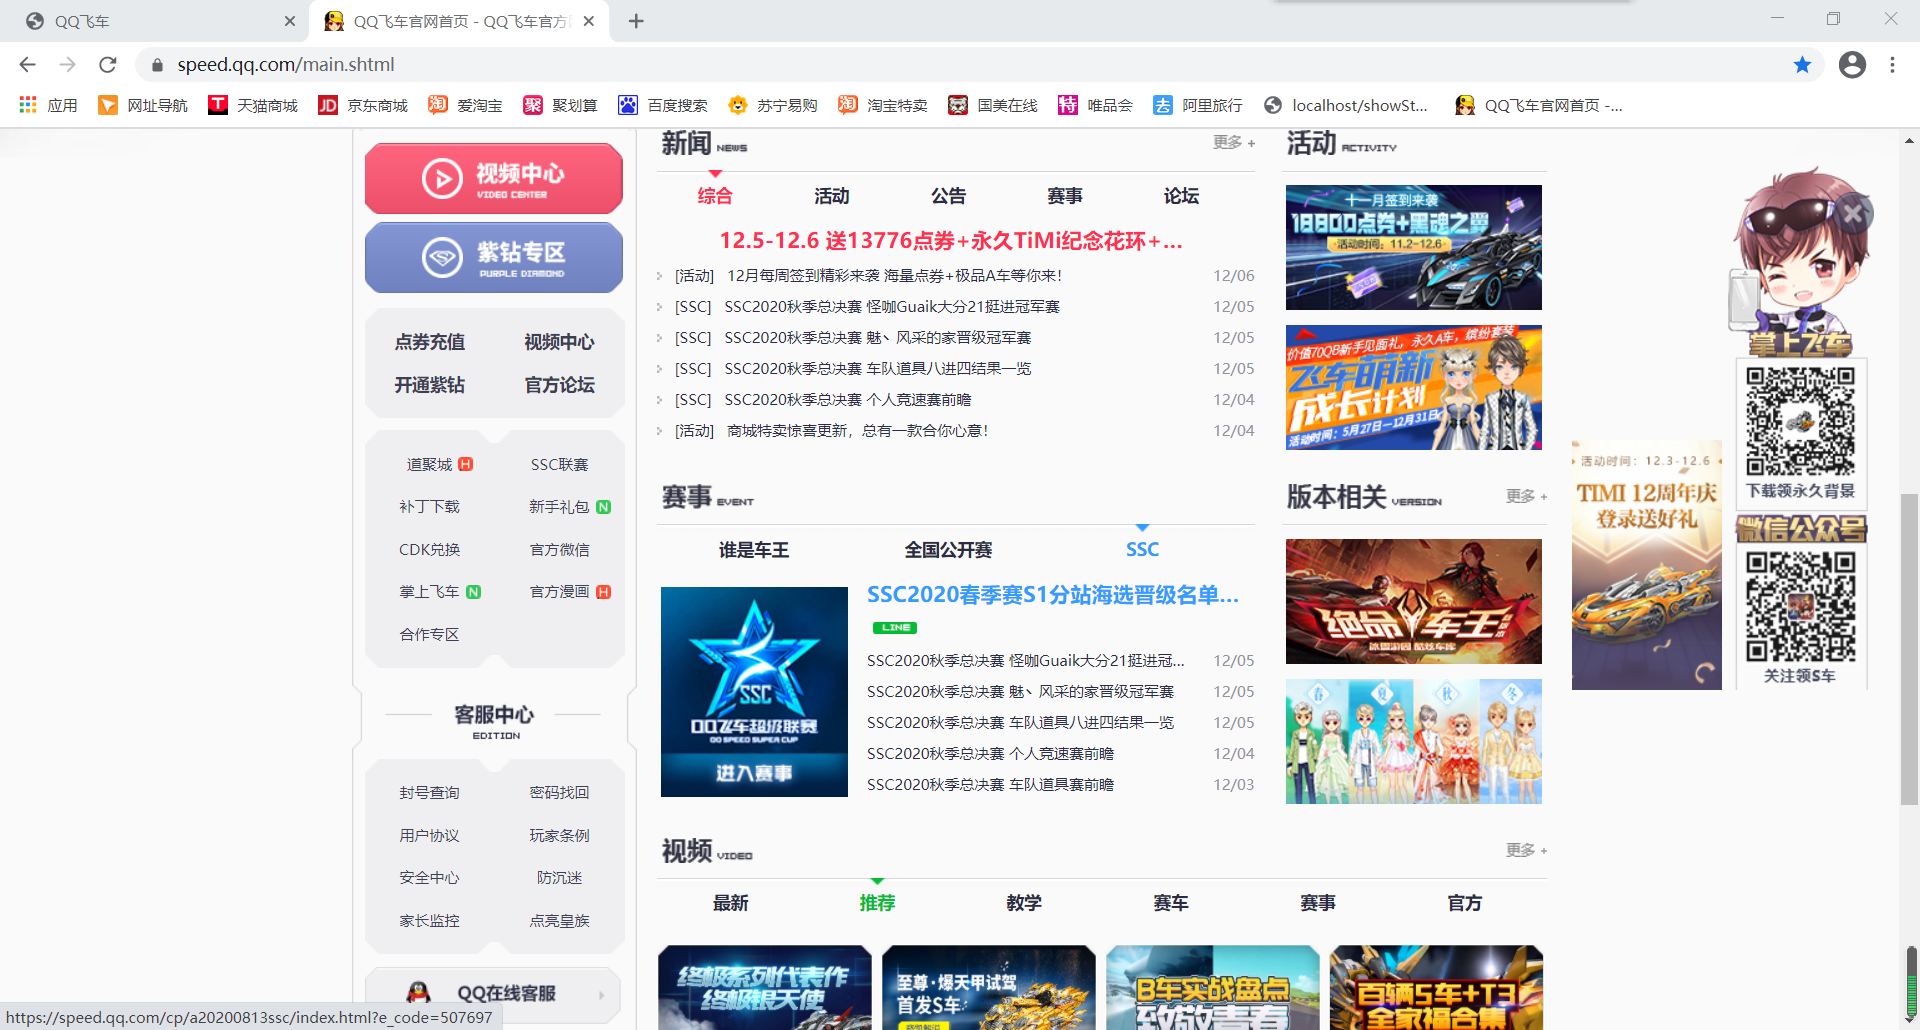 QQ飞车
QQ飞车官网首页 - QQ飞车官方
speed.qq.com/main.shtml
应用
网址导航
天猫商城
京东商城
爱淘宝
聚划算
百度搜索
苏宁易购
淘宝特卖
国美在线
唯品会
阿里旅行
localhost/showSt...
QQ飞车官网首页 -...
视频中心
VIDEO CENTER
紫钻专区
PURPLE DIAMOND
点券充值 视频中心
开通紫钻 官方论坛
道聚城 H SSC联赛
补丁下载 新手礼包 N
CDK兑换 官方微信
掌上飞车 N 官方漫画 H
合作专区
客服中心
EDITION
封号查询 密码找回
用户协议 玩家条例
安全中心 防沉迷
家长监控 点亮皇族
QQ在线客服
https://speed.qq.com/cp/a20200813ssc/index.html?e_code=507697
新闻 NEWS 更多 +
综合 活动 公告 赛事 论坛
12.5-12.6 送13776点券+永久TiMi纪念花环+...
[活动] 12月每周签到精彩来袭 海量点券+极品A车等你来! 12/06
[SSC] SSC2020秋季总决赛 怪咖Guaik大分21挺进冠军赛 12/05
[SSC] SSC2020秋季总决赛 魅丶风采的家晋级冠军赛 12/05
[SSC] SSC2020秋季总决赛 车队道具八进四结果一览 12/05
[SSC] SSC2020秋季总决赛 个人竞速赛前瞻 12/04
[活动] 商城特卖惊喜更新，总有一款合你心意! 12/04
赛事 EVENT
谁是车王 全国公开赛 SSC
SSC
QQ飞车超级联赛
QQ SPEED SUPER CUP
进入赛事
SSC2020春季赛S1分站海选晋级名单...
LINE
SSC2020秋季总决赛 怪咖Guaik大分21挺进冠... 12/05
SSC2020秋季总决赛 魅丶风采的家晋级冠军赛 12/05
SSC2020秋季总决赛 车队道具八进四结果一览 12/05
SSC2020秋季总决赛 个人竞速赛前瞻 12/04
SSC2020秋季总决赛 车队道具赛前瞻 12/03
视频 VIDEO 更多 +
最新 推荐 教学 赛车 赛事 官方
终极系列代表作
终极银天使
至尊·爆天甲试驾
首发S车
B车实战盘点
致敬青春
百辆S车+T3
全家福合集
活动 ACTIVITY
十一月签到来袭
18800点券+黑魂之翼
活动时间：11.2-12.6
价值70QB新手见面礼，永久A车，缤纷套装
飞车萌新
成长计划
活动时间：5月27日—12月31日
版本相关 VERSION 更多 +
绝命车王
春 夏 秋 冬
活动时间：12.3-12.6
TIMI 12周年庆
登录送好礼
掌上飞车
下载领永久背景
微信公众号
关注领S车